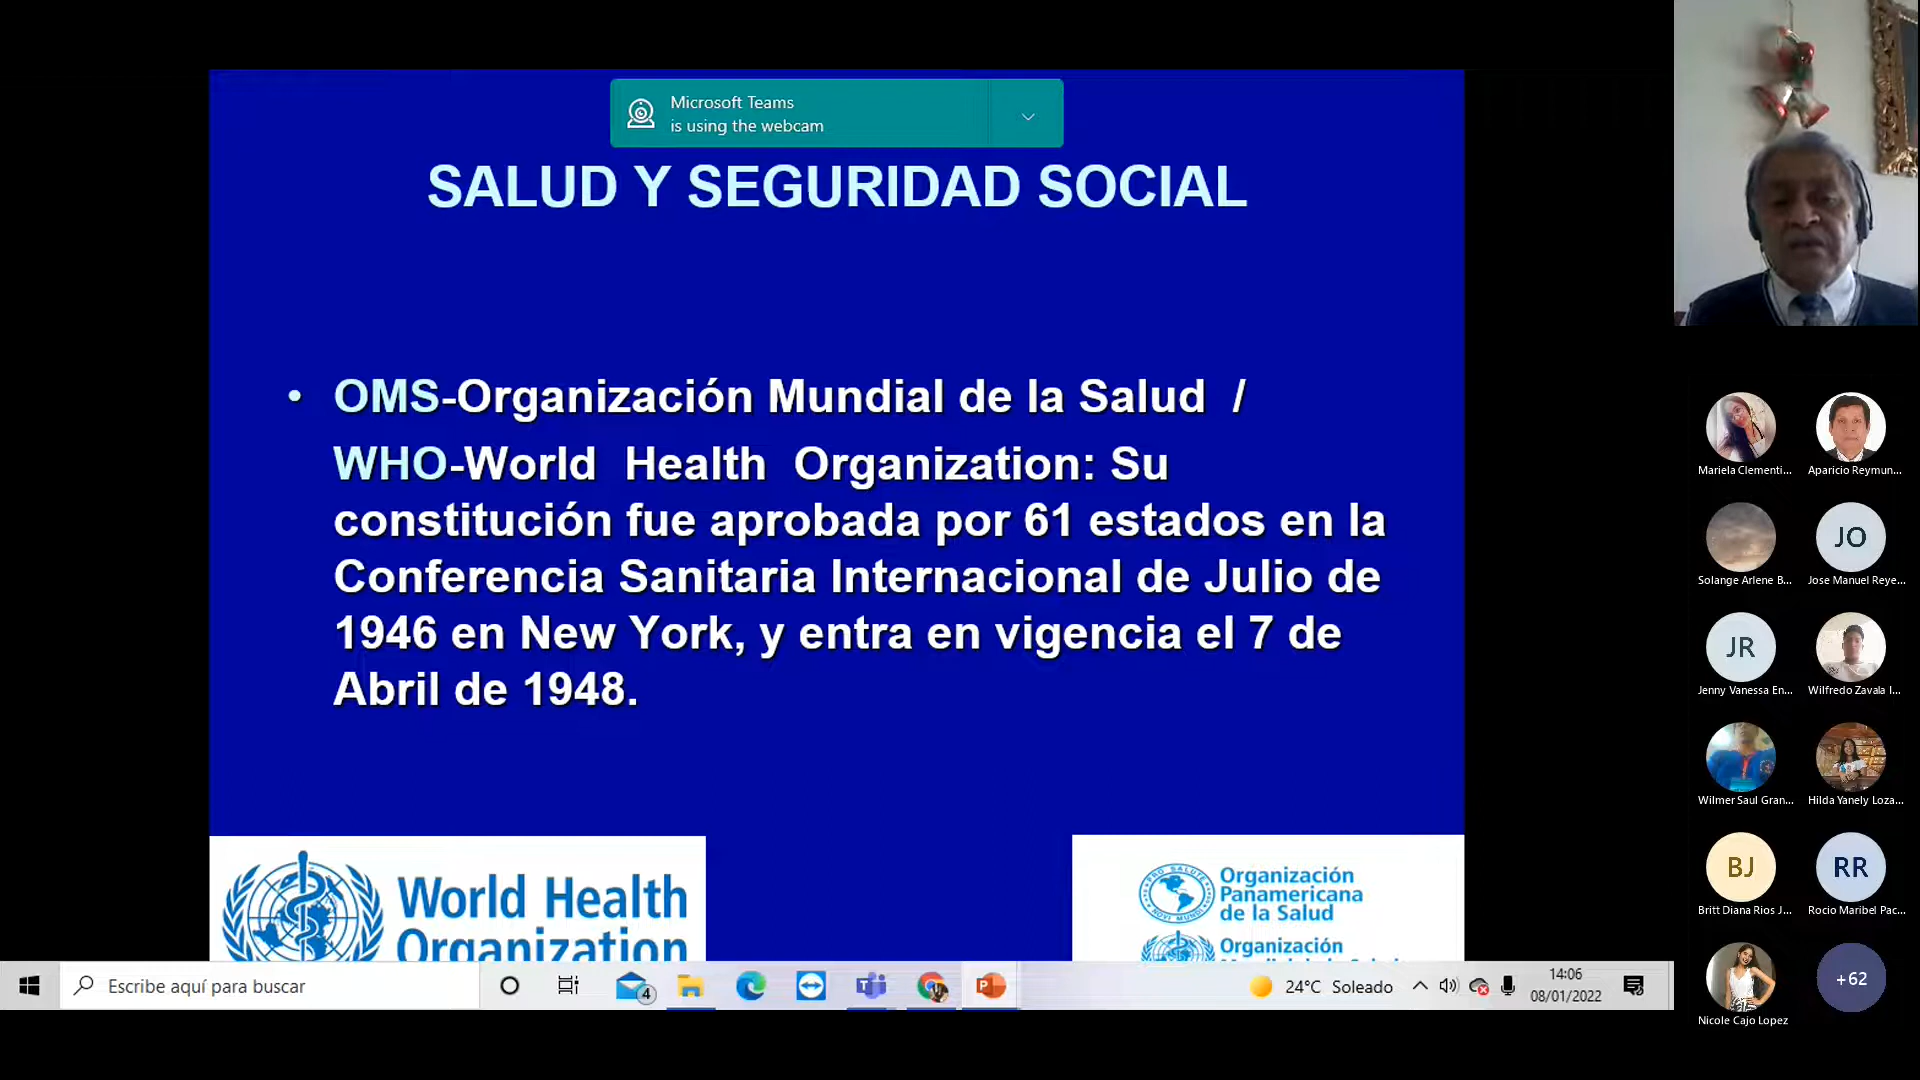 Microsoft Teams
is using the webcam
SALUD Y SEGURIDAD SOCIAL
• OMS-Organización Mundial de la Salud /
WHO-World Health Organization: Su
constitución fue aprobada por 61 estados en la
Conferencia Sanitaria Internacional de Julio de
1946 en New York, y entra en vigencia el 7 de
Abril de 1948.
World Health
Organization
Organización
Panamericana
de la Salud
PRO SALUTE
NOVI MUNDI
Organización
Escribe aquí para buscar
4
24°C Soleado
14:06
08/01/2022
Mariela Clementi...
Aparicio Reymun...
Solange Arlene B...
JO
Jose Manuel Reye...
JR
Jenny Vanessa En...
Wilfredo Zavala I...
Wilmer Saul Gran...
Hilda Yanely Loza...
BJ
Britt Diana Rios J...
RR
Rocio Maribel Pac...
Nicole Cajo Lopez
+62